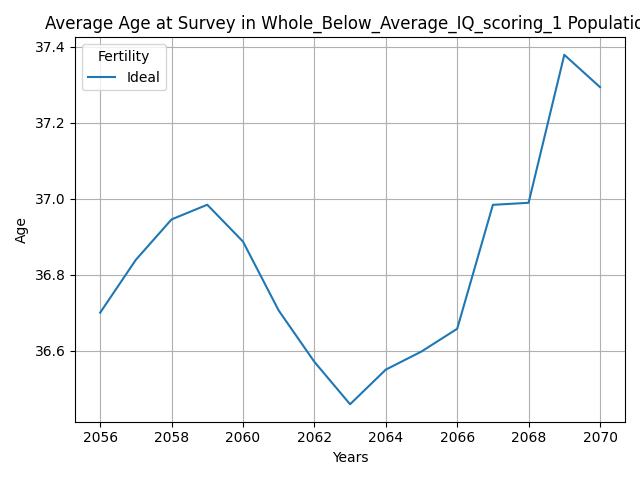 Average Age at Survey in Whole_Below_Average_IQ_scoring_1 Populatio
Fertility
Ideal
37.4
37.2
37.0
36.8
36.6
Age
2056 2058 2060 2062 2064 2066 2068 2070
Years